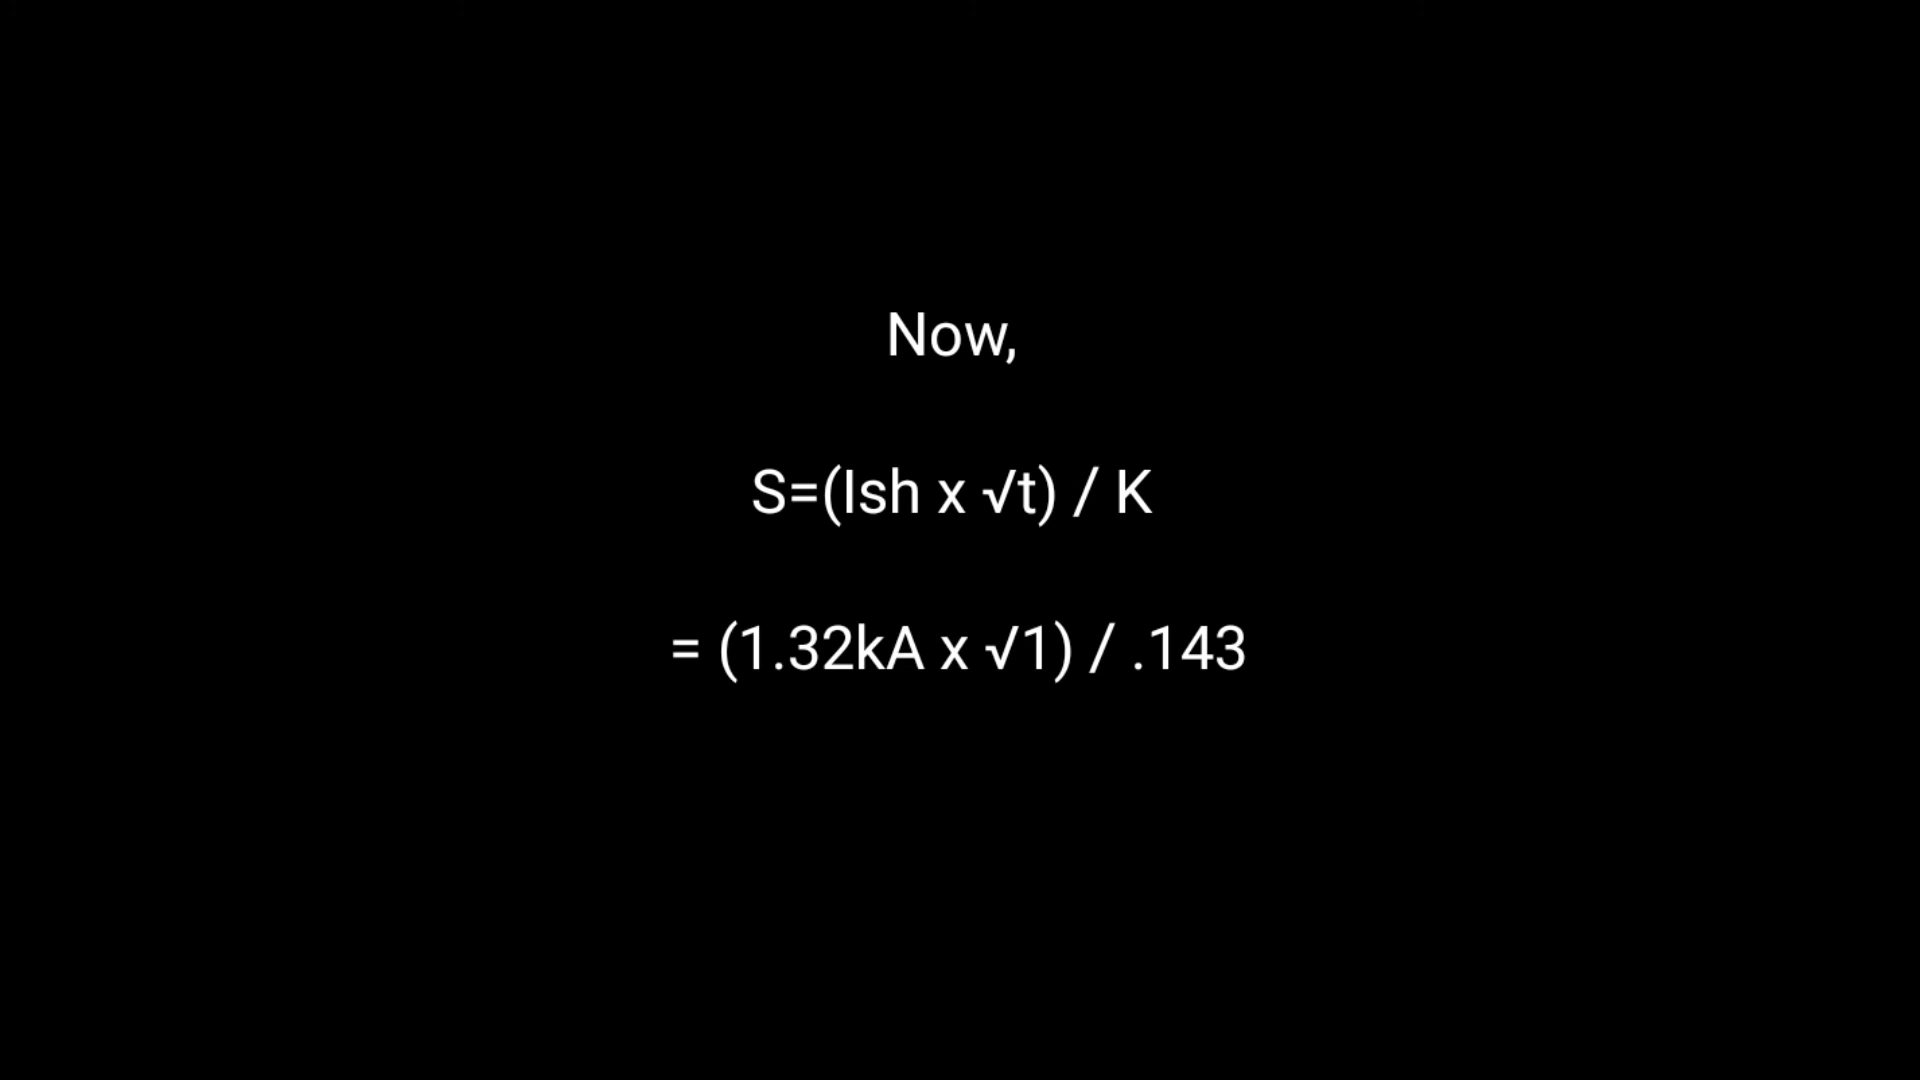 Now,
S=(Ish x √t) / K
= (1.32kA x √1) / .143